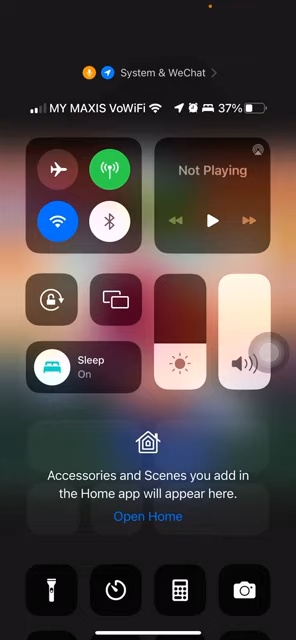 System & WeChat
MY MAXIS VoWiFi 37%
Not Playing
Sleep
On
Accessories and Scenes you add in
the Home app will appear here.
Open Home